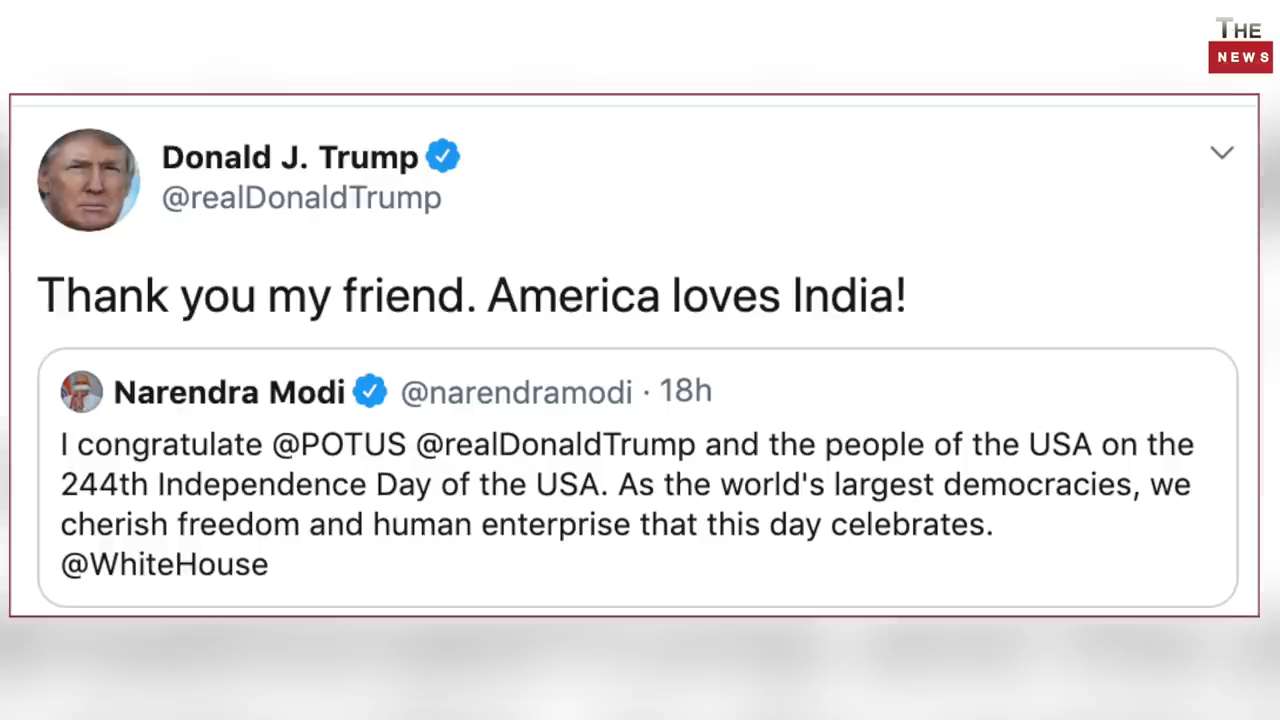 THE
NEWS
Donald J. Trump
@realDonaldTrump
Thank you my friend. America loves India!
Narendra Modi @narendramodi · 18h
I congratulate @POTUS @realDonaldTrump and the people of the USA on the
244th Independence Day of the USA. As the world's largest democracies, we
cherish freedom and human enterprise that this day celebrates.
@WhiteHouse